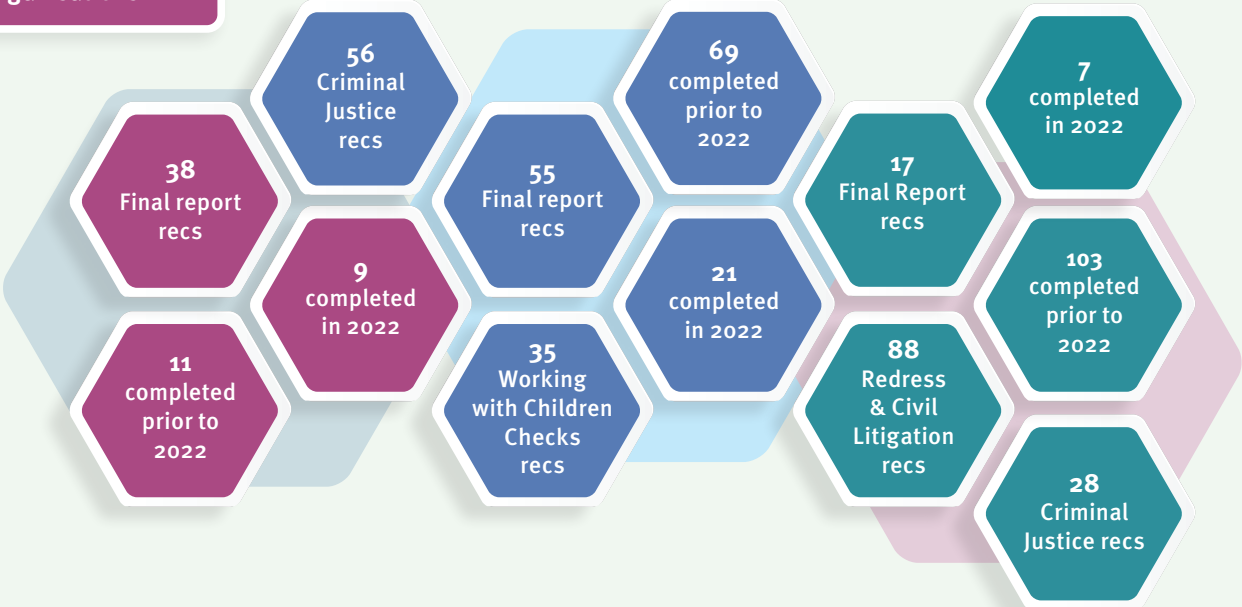 56
Criminal
Justice
recs
69
completed
prior to
2022
7
completed
in 2022
38
Final report
recs
55
Final report
recs
17
Final Report
recs
9
completed
in 2022
21
completed
in 2022
103
completed
prior to
2022
11
completed
prior to
2022
35
Working
with Children
Checks
recs
88
Redress
& Civil
Litigation
recs
28
Criminal
Justice recs